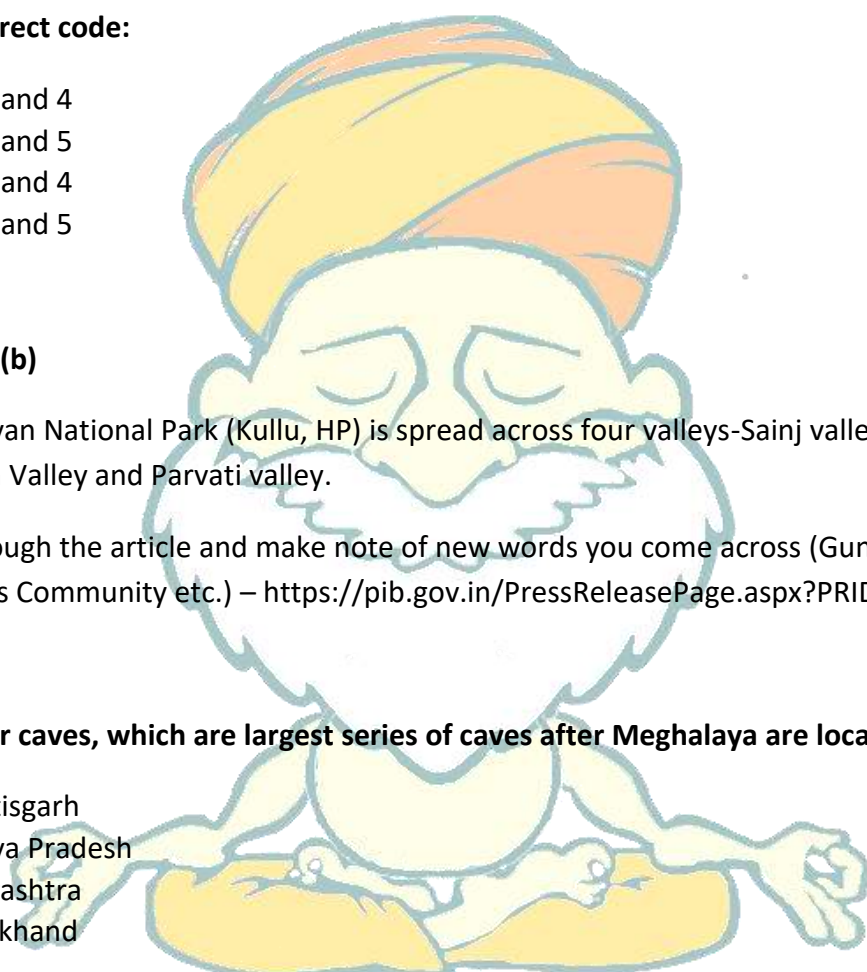 rrect code:
and 4
and 5
and 4
and 5
(b)
yan National Park (Kullu, HP) is spread across four valleys-Sainj valle
Valley and Parvati valley.
ough the article and make note of new words you come across (Gun
s Community etc.) – https://pib.gov.in/PressReleasePage.aspx?PRID
r caves, which are largest series of caves after Meghalaya are loca
tisgarh
ya Pradesh
ashtra
khand